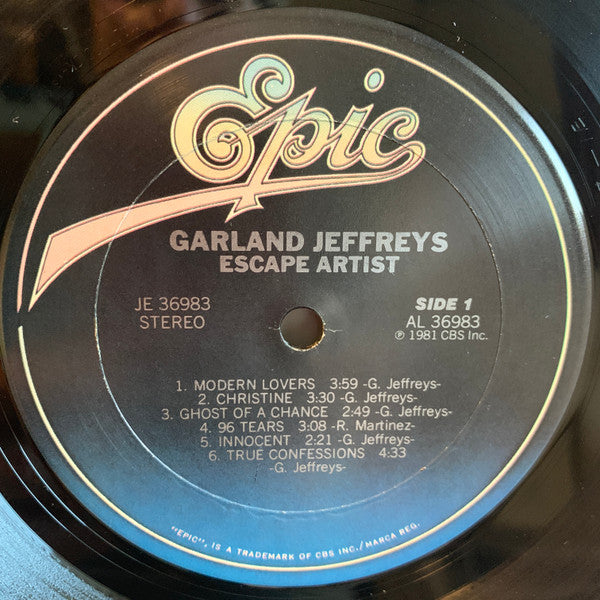 Epic
GARLAND JEFFREYS
ESCAPE ARTIST
JE 36983
STEREO
SIDE 1
AL 36983
℗ 1981 CBS Inc.
1. MODERN LOVERS 3:59 -G. Jeffreys-
2. CHRISTINE 3:30 -G. Jeffreys-
3. GHOST OF A CHANCE 2:49 -G. Jeffreys-
4. 96 TEARS 3:08 -R. Martinez-
5. INNOCENT 2:21 -G. Jeffreys-
6. TRUE CONFESSIONS 4:33
-G. Jeffreys-
"EPIC", IS A TRADEMARK OF CBS INC./MARCA REG.